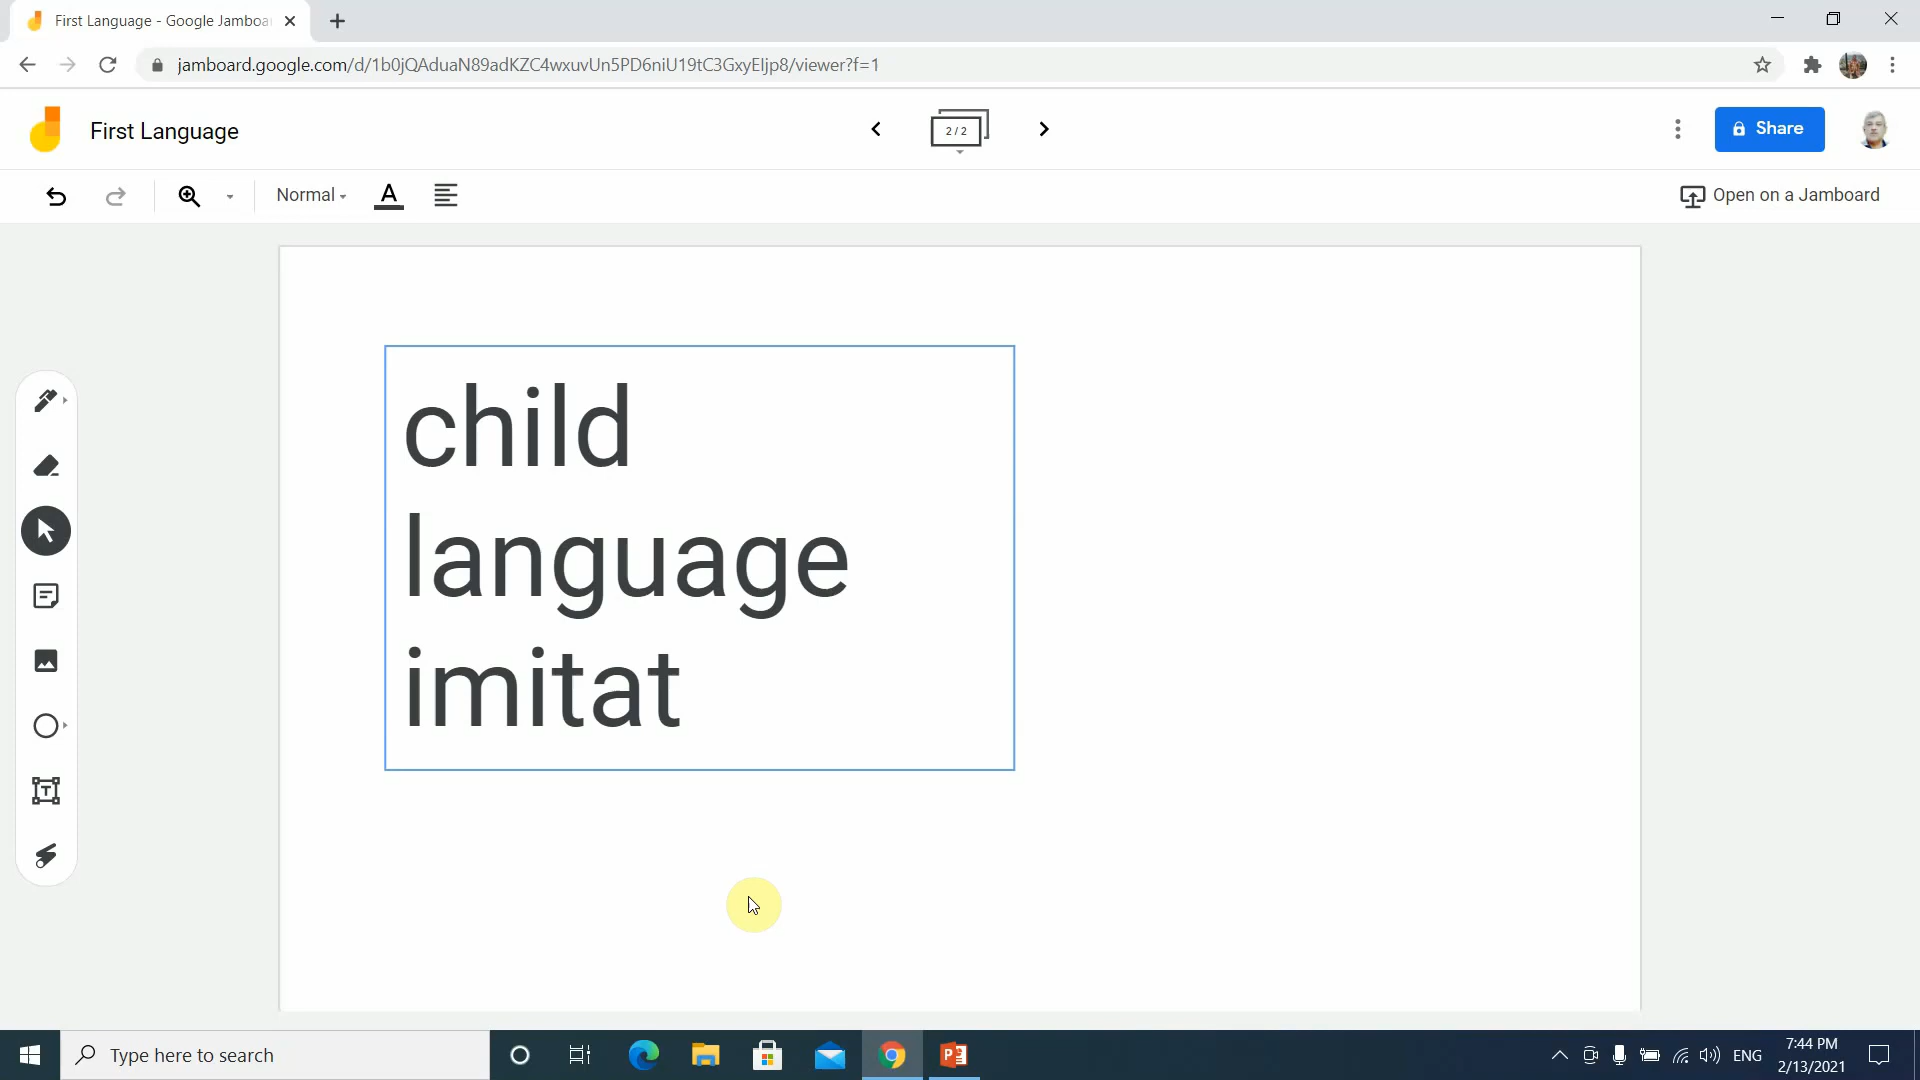 First Language - Google Jamboa
jamboard.google.com/d/1b0jQAduaN89adKZC4wxuvUn5PD6niU19tC3GxyEIjp8/viewer?f=1
First Language
2 / 2
Share
Normal
A
Open on a Jamboard
child
language
imitat
Type here to search
ENG
7:44 PM
2/13/2021